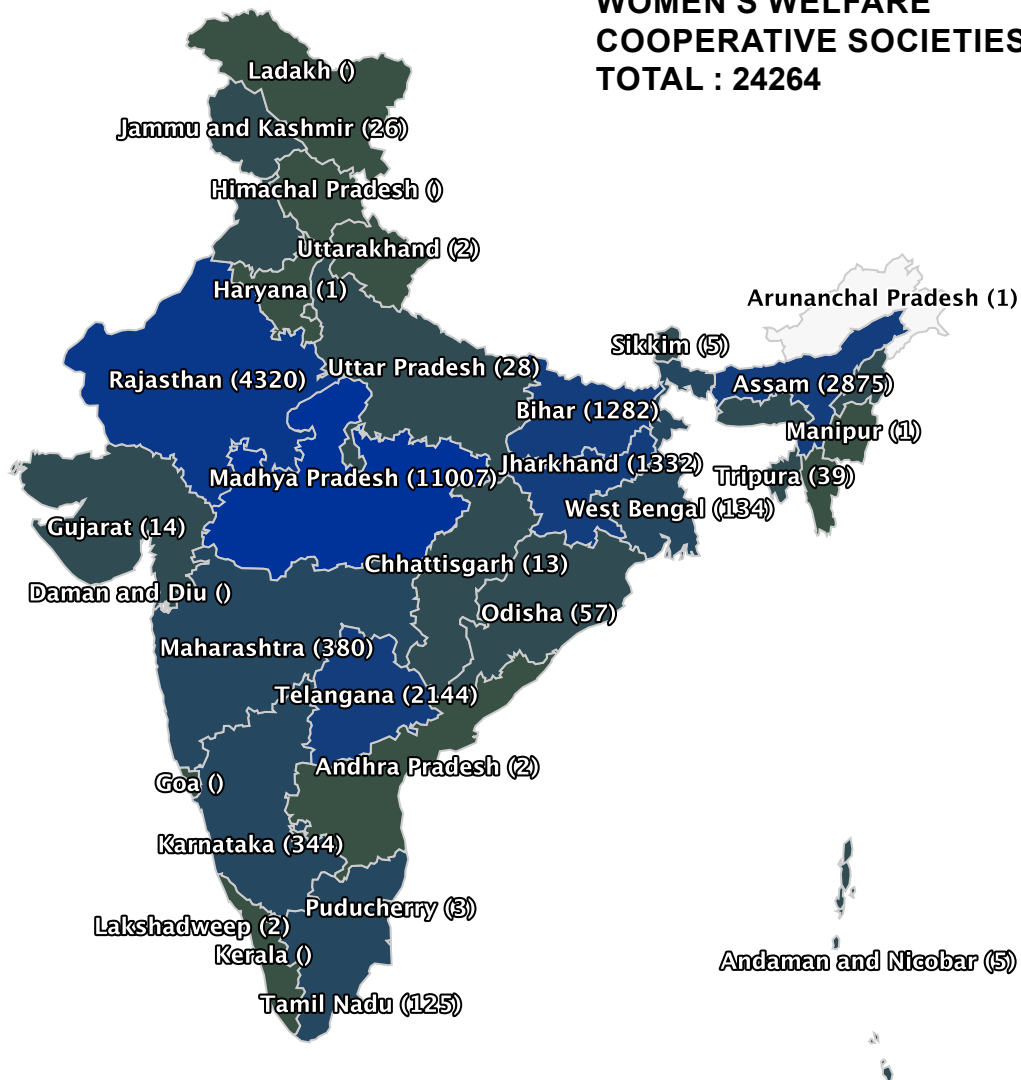 WOMEN'S WELFARE
COOPERATIVE SOCIETIES
TOTAL : 24264
Ladakh ()
Jammu and Kashmir (26)
Himachal Pradesh ()
Uttarakhand (2)
Haryana (1)
Arunanchal Pradesh (1)
Sikkim (5)
Uttar Pradesh (28)
Rajasthan (4320)
Assam (2875)
Bihar (1282)
Manipur (1)
Jharkhand (1332)
Madhya Pradesh (11007)
Tripura (39)
West Bengal (134)
Gujarat (14)
Chhattisgarh (13)
Daman and Diu ()
Odisha (57)
Maharashtra (380)
Telangana (2144)
Andhra Pradesh (2)
Goa ()
Karnataka (344)
Puducherry (3)
Lakshadweep (2)
Kerala ()
Andaman and Nicobar (5)
Tamil Nadu (125)